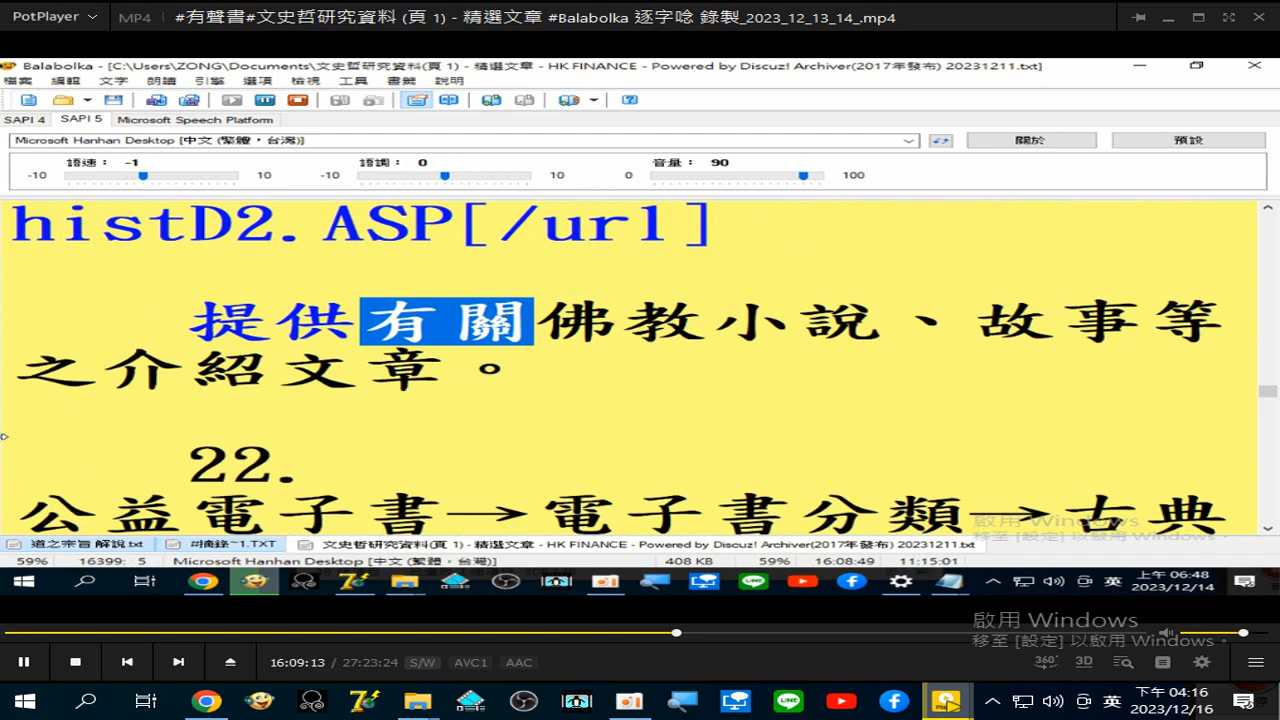 PotPlayer MP4 #有聲書#文史哲研究資料 (頁 1) - 精選文章 #Balabolka 逐字唸 錄製_2023_12_13_14_.mp4
Balabolka - [C:\Users\ZONG\Documents\文史哲研究資料(頁 1) - 精選文章 - HK FINANCE - Powered by Discuz! Archiver(2017年發布) 20231211.txt]
檔案 編輯 文字 朗讀 引擎 選項 檢視 工具 書籤 說明
SAPI 4 SAPI 5 Microsoft Speech Platform
Microsoft Hanhan Desktop [中文 (繁體，台灣)] 關於 預設
語速： -1 語調： 0 音量： 90
-10 10 -10 10 0 100
histD2.ASP[/url]
提供有關佛教小說、故事等
之介紹文章。
22.
公益電子書→電子書分類→古典
啟用 Windows
移至 [設定] 以啟用 Windows。
道之宗旨 解說.txt #摘錄~1.TXT 文史哲研究資料(頁 1) - 精選文章 - HK FINANCE - Powered by Discuz! Archiver(2017年發布) 20231211.txt
59% 16399: 5 Microsoft Hanhan Desktop [中文 (繁體，台灣)] 408 KB 59% 16:08:49 11:15:01
英 上午 06:48
2023/12/14
啟用 Windows
移至 [設定] 以啟用 Windows。
16:09:13 / 27:23:24 S/W AVC1 AAC 360° 3D
英 下午 04:16
2023/12/16